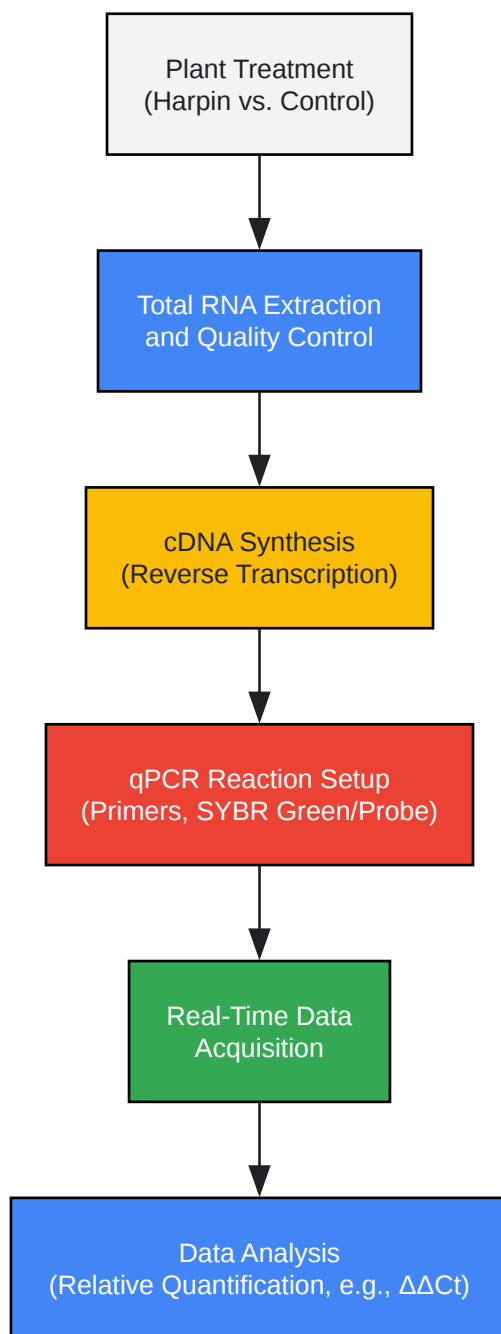 Plant Treatment
(Harpin vs. Control)
Total RNA Extraction
and Quality Control
cDNA Synthesis
(Reverse Transcription)
qPCR Reaction Setup
(Primers, SYBR Green/Probe)
Real-Time Data
Acquisition
Data Analysis
(Relative Quantification, e.g., ΔΔCt)